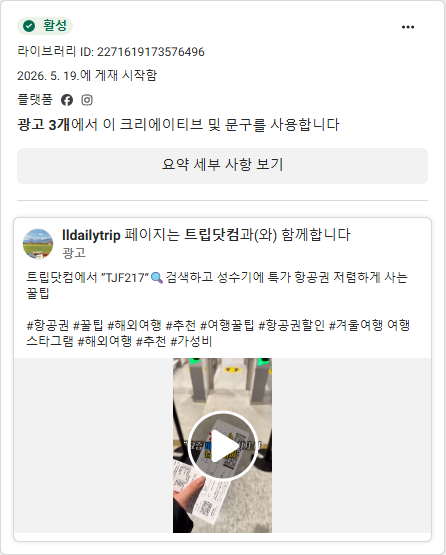 활성
라이브러리 ID: 2271619173576496
2026. 5. 19.에 게재 시작함
플랫폼
광고 3개에서 이 크리에이티브 및 문구를 사용합니다
요약 세부 사항 보기
lldailytrip 페이지는 트립닷컴과(와) 함께합니다
광고
트립닷컴에서 "TJF217"🔍 검색하고 성수기에 특가 항공권 저렴하게 사는
꿀팁
#항공권 #꿀팁 #해외여행 #추천 #여행꿀팁 #항공권할인 #겨울여행 여행
스타그램 #해외여행 #추천 #가성비